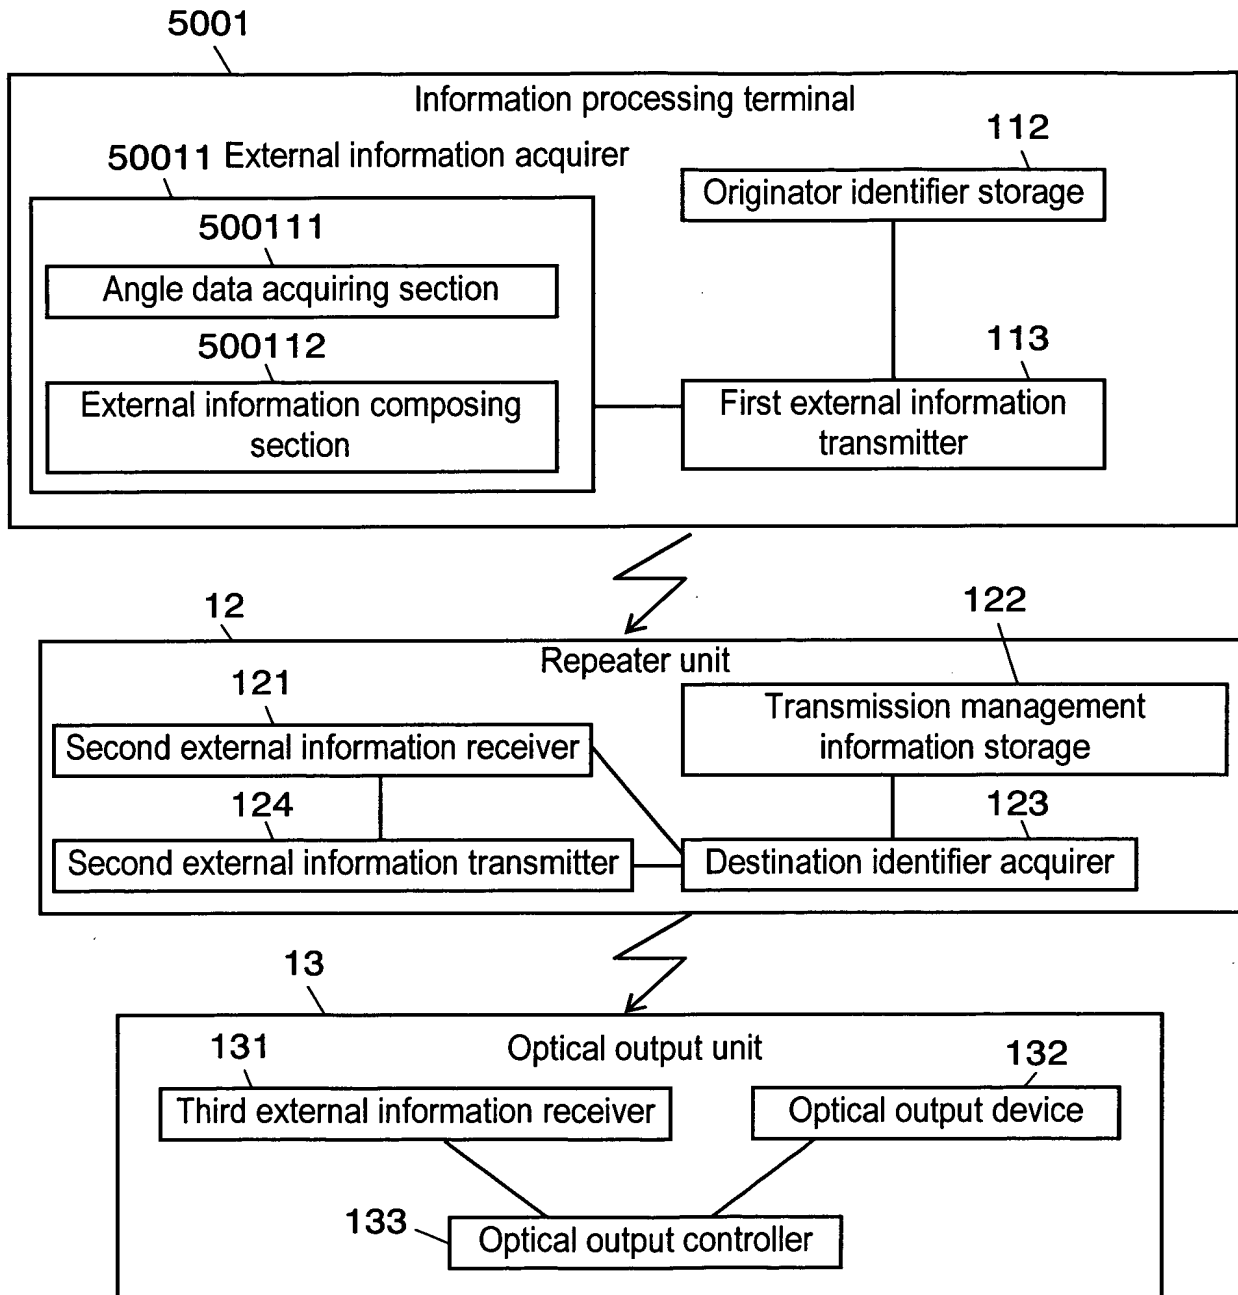 5001
Information processing terminal
112
50011 External information acquirer
Originator identifier storage
500111
Angle data acquiring section
500112
113
External information composing
section
First external information
transmitter
12
122
Repeater unit
121
Transmission management
information storage
Second external information receiver
124
123
Second external information transmitter
Destination identifier acquirer
13
131
Optical output unit
132
Third external information receiver
Optical output device
133
Optical output controller